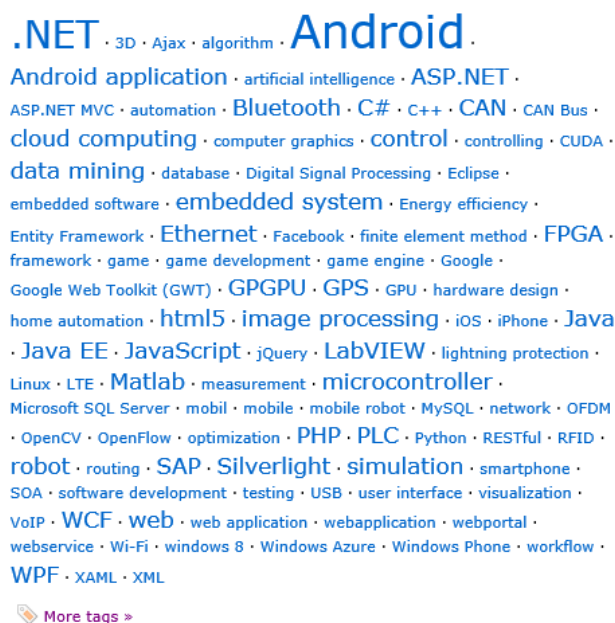 .NET · 3D · Ajax · algorithm · Android ·
Android application · artificial intelligence · ASP.NET ·
ASP.NET MVC · automation · Bluetooth · C# · C++ · CAN · CAN Bus ·
cloud computing · computer graphics · control · controlling · CUDA ·
data mining · database · Digital Signal Processing · Eclipse ·
embedded software · embedded system · Energy efficiency ·
Entity Framework · Ethernet · Facebook · finite element method · FPGA ·
framework · game · game development · game engine · Google ·
Google Web Toolkit (GWT) · GPGPU · GPS · GPU · hardware design ·
home automation · html5 · image processing · iOS · iPhone · Java
· Java EE · JavaScript · jQuery · LabVIEW · lightning protection ·
Linux · LTE · Matlab · measurement · microcontroller ·
Microsoft SQL Server · mobil · mobile · mobile robot · MySQL · network · OFDM
· OpenCV · OpenFlow · optimization · PHP · PLC · Python · RESTful · RFID ·
robot · routing · SAP · Silverlight · simulation · smartphone ·
SOA · software development · testing · USB · user interface · visualization ·
VoIP · WCF · web · web application · webapplication · webportal ·
webservice · Wi-Fi · windows 8 · Windows Azure · Windows Phone · workflow ·
WPF · XAML · XML
More tags »